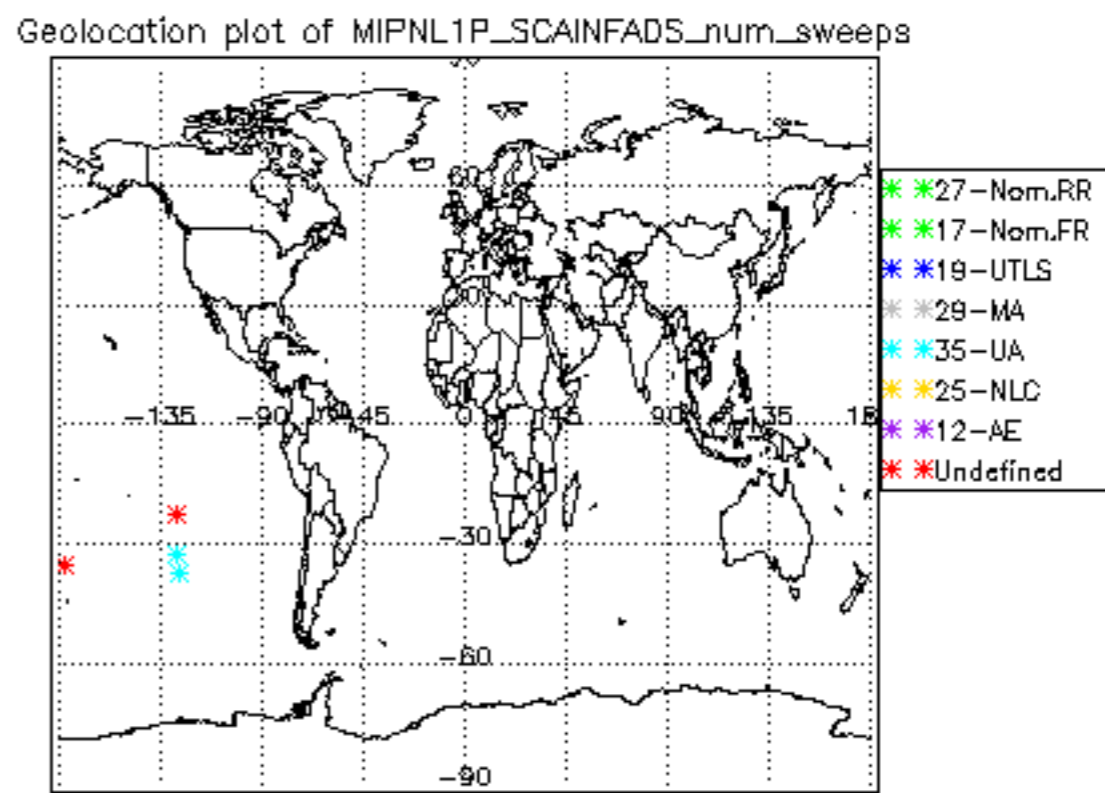 Geolocation plot of MIPNL1P_SCAINFADS_num_sweeps
60
-135 -90 45 0 45 90 135
-30
-60
-90
27-Nom.RR
17-Nom.FR
19-UTLS
29-MA
35-UA
25-NLC
12-AE
Undefined